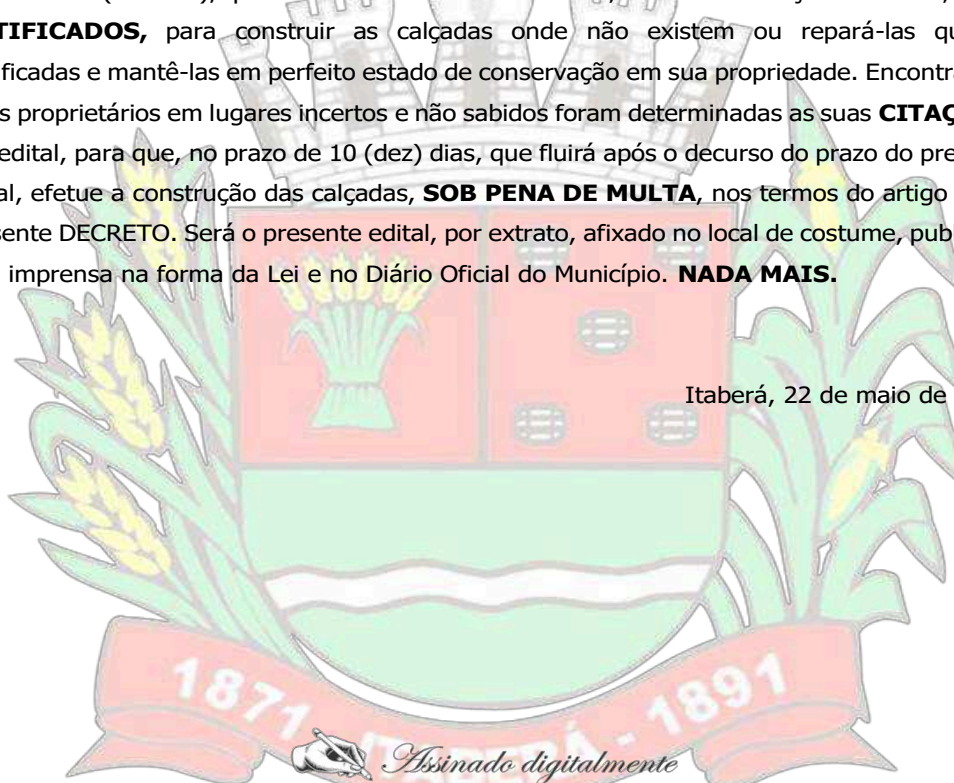 TIFICADOS, para construir as calçadas onde não existem ou repará-las qu
ficadas e mantê-las em perfeito estado de conservação em sua propriedade. Encontra
s proprietários em lugares incertos e não sabidos foram determinadas as suas CITAÇ
edital, para que, no prazo de 10 (dez) dias, que fluirá após o decurso do prazo do pre
al, efetue a construção das calçadas, SOB PENA DE MULTA, nos termos do artigo
sente DECRETO. Será o presente edital, por extrato, afixado no local de costume, publ
imprensa na forma da Lei e no Diário Oficial do Município. NADA MAIS.
Itaberá, 22 de maio de
1871 ITABERÁ - 1891
Assinado digitalmente